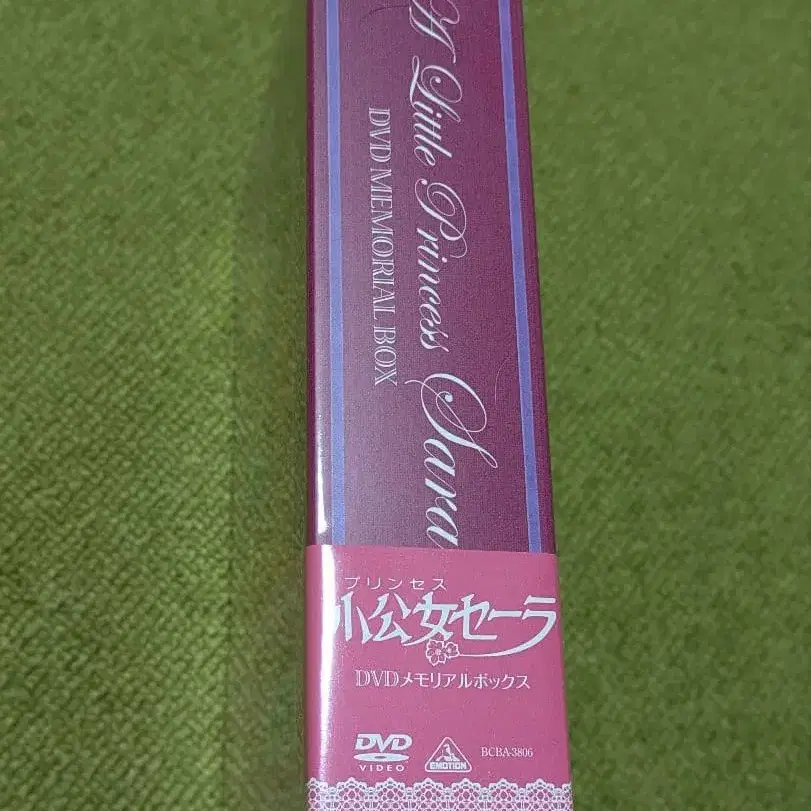 A Little Princess Sara
DVD MEMORIAL BOX
プリンセス
小公女セーラ
DVDメモリアルボックス
DVD
VIDEO
EMOTION
BCBA-3806